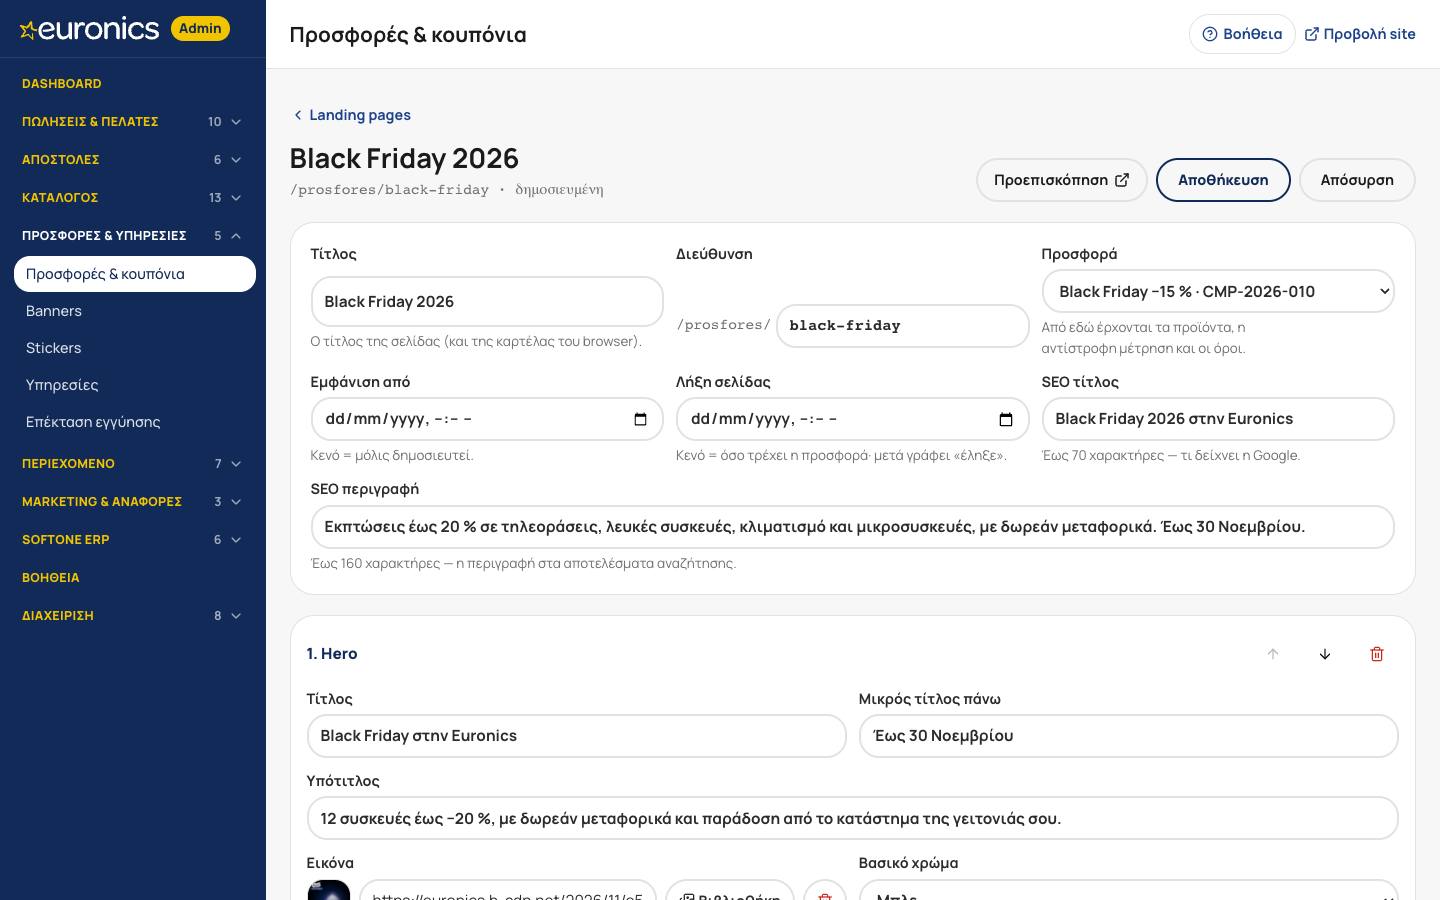 euronics Admin
DASHBOARD
ΠΩΛΗΣΕΙΣ & ΠΕΛΑΤΕΣ 10
ΑΠΟΣΤΟΛΕΣ 6
ΚΑΤΑΛΟΓΟΣ 13
ΠΡΟΣΦΟΡΕΣ & ΥΠΗΡΕΣΙΕΣ 5
Προσφορές & κουπόνια
Banners
Stickers
Υπηρεσίες
Επέκταση εγγύησης
ΠΕΡΙΕΧΟΜΕΝΟ 7
MARKETING & ΑΝΑΦΟΡΕΣ 3
SOFTONE ERP 6
ΒΟΗΘΕΙΑ
ΔΙΑΧΕΙΡΙΣΗ 8
Προσφορές & κουπόνια
Βοήθεια
Προβολή site
Landing pages
Black Friday 2026
/prosfores/black-friday · δημοσιευμένη
Προεπισκόπηση
Αποθήκευση
Απόσυρση
Τίτλος
Black Friday 2026
Ο τίτλος της σελίδας (και της καρτέλας του browser).
Διεύθυνση
/prosfores/ black-friday
Προσφορά
Black Friday −15 % · CMP-2026-010
Από εδώ έρχονται τα προϊόντα, η
αντίστροφη μέτρηση και οι όροι.
Εμφάνιση από
dd/mm/yyyy, --:-- --
Κενό = μόλις δημοσιευτεί.
Λήξη σελίδας
dd/mm/yyyy, --:-- --
Κενό = όσο τρέχει η προσφορά· μετά γράφει «έληξε».
SEO τίτλος
Black Friday 2026 στην Euronics
Έως 70 χαρακτήρες — τι δείχνει η Google.
SEO περιγραφή
Εκπτώσεις έως 20 % σε τηλεοράσεις, λευκές συσκευές, κλιματισμό και μικροσυσκευές, με δωρεάν μεταφορικά. Έως 30 Νοεμβρίου.
Έως 160 χαρακτήρες — η περιγραφή στα αποτελέσματα αναζήτησης.
1. Hero
Τίτλος
Black Friday στην Euronics
Μικρός τίτλος πάνω
Έως 30 Νοεμβρίου
Υπότιτλος
12 συσκευές έως −20 %, με δωρεάν μεταφορικά και παράδοση από το κατάστημα της γειτονιάς σου.
Εικόνα
https://euronics.b-cdn.net/2026/11/e5
Βιβλιοθήκη
Βασικό χρώμα
Μπλε